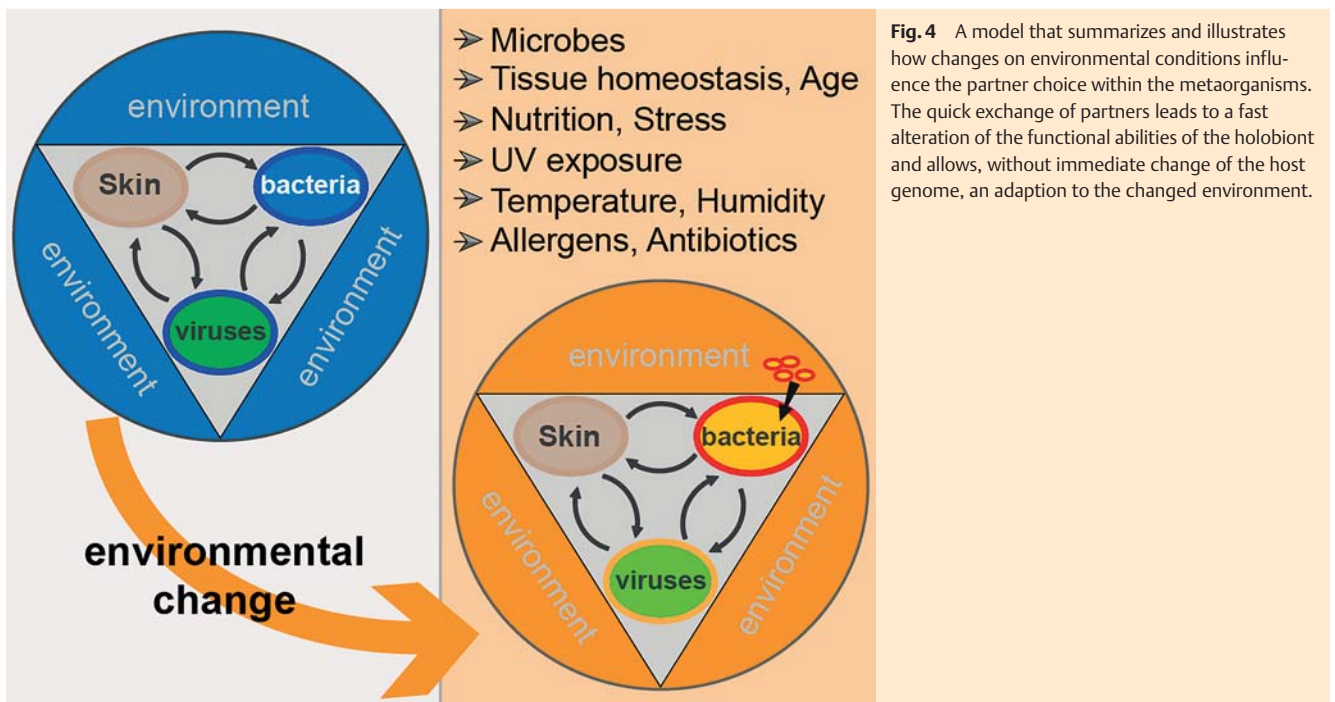 environment
Skin
bacteria
viruses
environment
environment
environmental
change
➢ Microbes
➢ Tissue homeostasis, Age
➢ Nutrition, Stress
➢ UV exposure
➢ Temperature, Humidity
➢ Allergens, Antibiotics
environment
Skin
bacteria
viruses
environment
environment
Fig. 4 A model that summarizes and illustrates
how changes on environmental conditions influ-
ence the partner choice within the metaorganisms.
The quick exchange of partners leads to a fast
alteration of the functional abilities of the holobiont
and allows, without immediate change of the host
genome, an adaption to the changed environment.